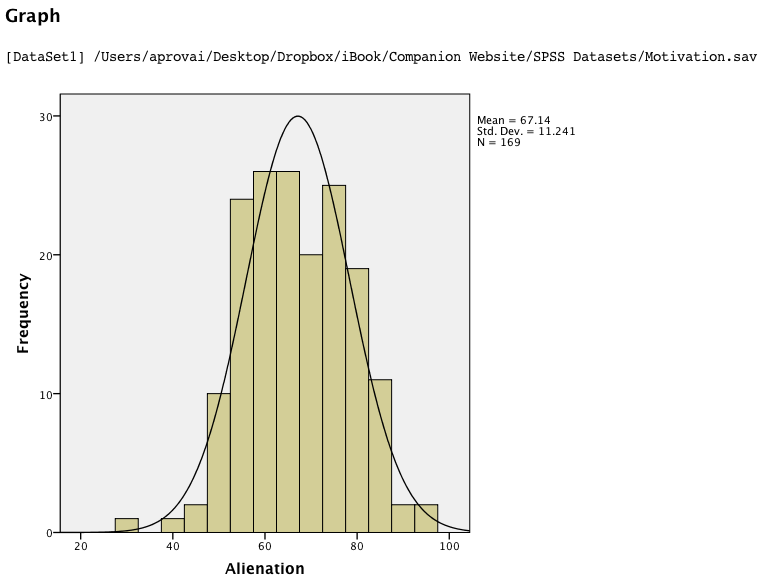 Graph
[DataSet1] /Users/aprovai/Desktop/Dropbox/iBook/Companion Website/SPSS Datasets/Motivation.sav
Mean = 67.14
Std. Dev. = 11.241
N = 169
30
20
10
0
Frequency
20 40 60 80 100
Alienation